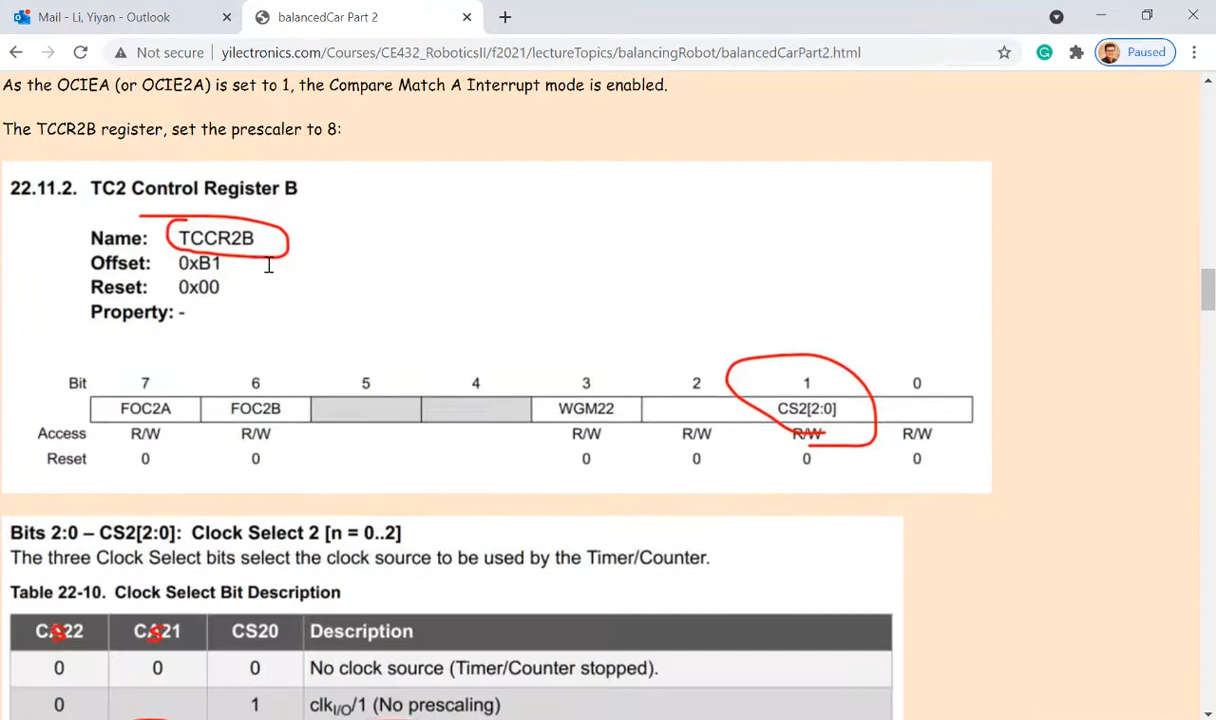 Mail - Li, Yiyan - Outlook
balancedCar Part 2
Not secure | yilectronics.com/Courses/CE432_RoboticsII/f2021/lectureTopics/balancingRobot/balancedCarPart2.html
Paused
As the OCIEA (or OCIE2A) is set to 1, the Compare Match A Interrupt mode is enabled.
The TCCR2B register, set the prescaler to 8:
22.11.2. TC2 Control Register B
Name: TCCR2B
Offset: 0xB1
Reset: 0x00
Property: -
Bit 7 6 5 4 3 2 1 0
FOC2A FOC2B WGM22 CS2[2:0]
Access R/W R/W R/W R/W R/W R/W
Reset 0 0 0 0 0 0
Bits 2:0 – CS2[2:0]: Clock Select 2 [n = 0..2]
The three Clock Select bits select the clock source to be used by the Timer/Counter.
Table 22-10. Clock Select Bit Description
CS22 CS21 CS20 Description
0 0 0 No clock source (Timer/Counter stopped).
0 1 clkI/O/1 (No prescaling)